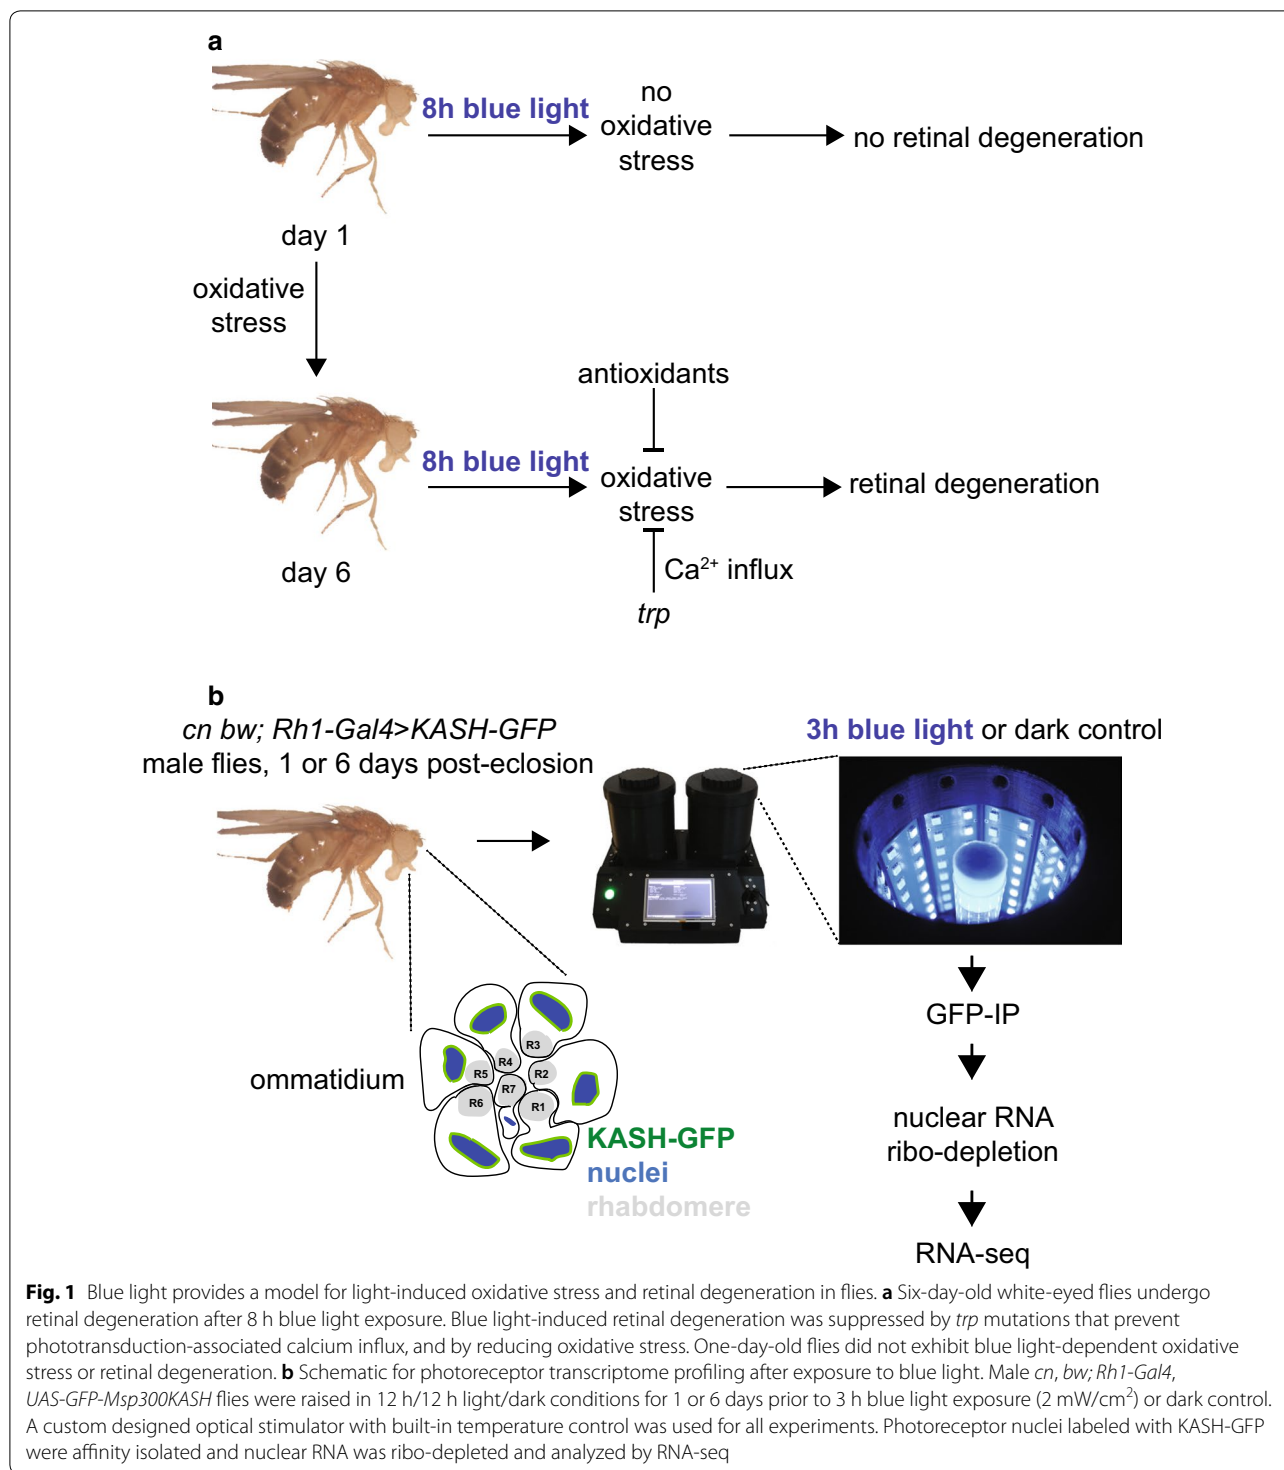 a
8h blue light
no
oxidative
stress
no retinal degeneration
day 1
oxidative
stress
antioxidants
8h blue light
oxidative
stress
retinal degeneration
day 6
Ca²⁺ influx
trp
b
cn bw; Rh1-Gal4>KASH-GFP
male flies, 1 or 6 days post-eclosion
3h blue light or dark control
R3
R4
R5
R2
R7
R6
R1
ommatidium
KASH-GFP
nuclei
rhabdomere
GFP-IP
nuclear RNA
ribo-depletion
RNA-seq
Fig. 1 Blue light provides a model for light-induced oxidative stress and retinal degeneration in flies. a Six-day-old white-eyed flies undergo
retinal degeneration after 8 h blue light exposure. Blue light-induced retinal degeneration was suppressed by trp mutations that prevent
phototransduction-associated calcium influx, and by reducing oxidative stress. One-day-old flies did not exhibit blue light-dependent oxidative
stress or retinal degeneration. b Schematic for photoreceptor transcriptome profiling after exposure to blue light. Male cn, bw; Rh1-Gal4,
UAS-GFP-Msp300KASH flies were raised in 12 h/12 h light/dark conditions for 1 or 6 days prior to 3 h blue light exposure (2 mW/cm²) or dark control.
A custom designed optical stimulator with built-in temperature control was used for all experiments. Photoreceptor nuclei labeled with KASH-GFP
were affinity isolated and nuclear RNA was ribo-depleted and analyzed by RNA-seq